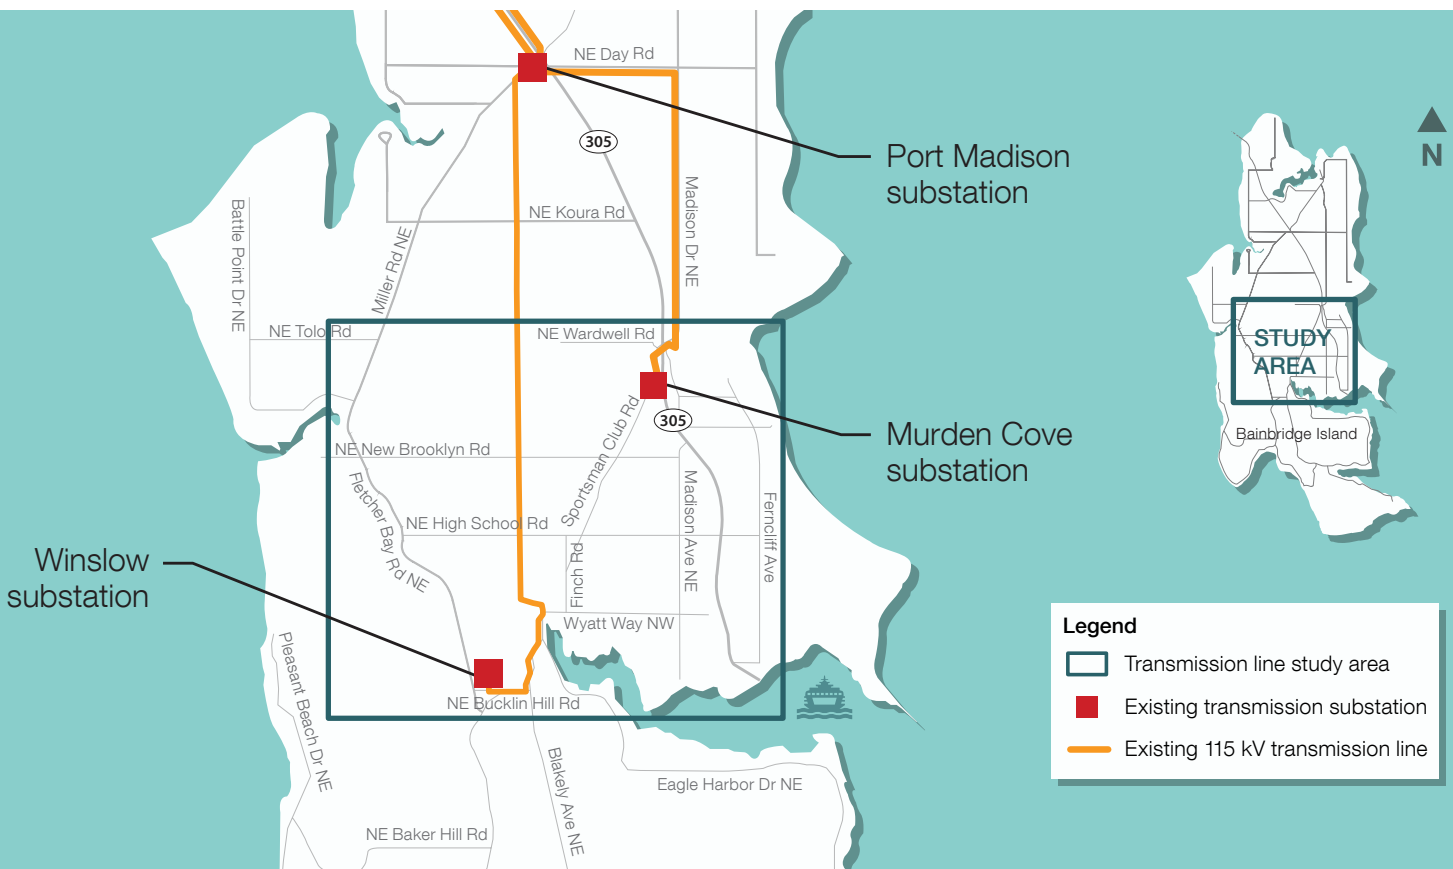 NE Day Rd
305
Port Madison
substation
N
Madison Dr NE
Battle Point Dr NE
NE Koura Rd
Miller Rd NE
NE Tolo Rd
NE Wardwell Rd
STUDY
AREA
Sportsman Club Rd
305
Murden Cove
substation
Bainbridge Island
NE New Brooklyn Rd
Fletcher Bay Rd NE
Madison Ave NE
Ferncliff Ave
NE High School Rd
Finch Rd
Winslow
substation
Wyatt Way NW
Pleasant Beach Dr NE
NE Bucklin Hill Rd
Legend
Transmission line study area
Existing transmission substation
Existing 115 kV transmission line
Blakely Ave NE
Eagle Harbor Dr NE
NE Baker Hill Rd